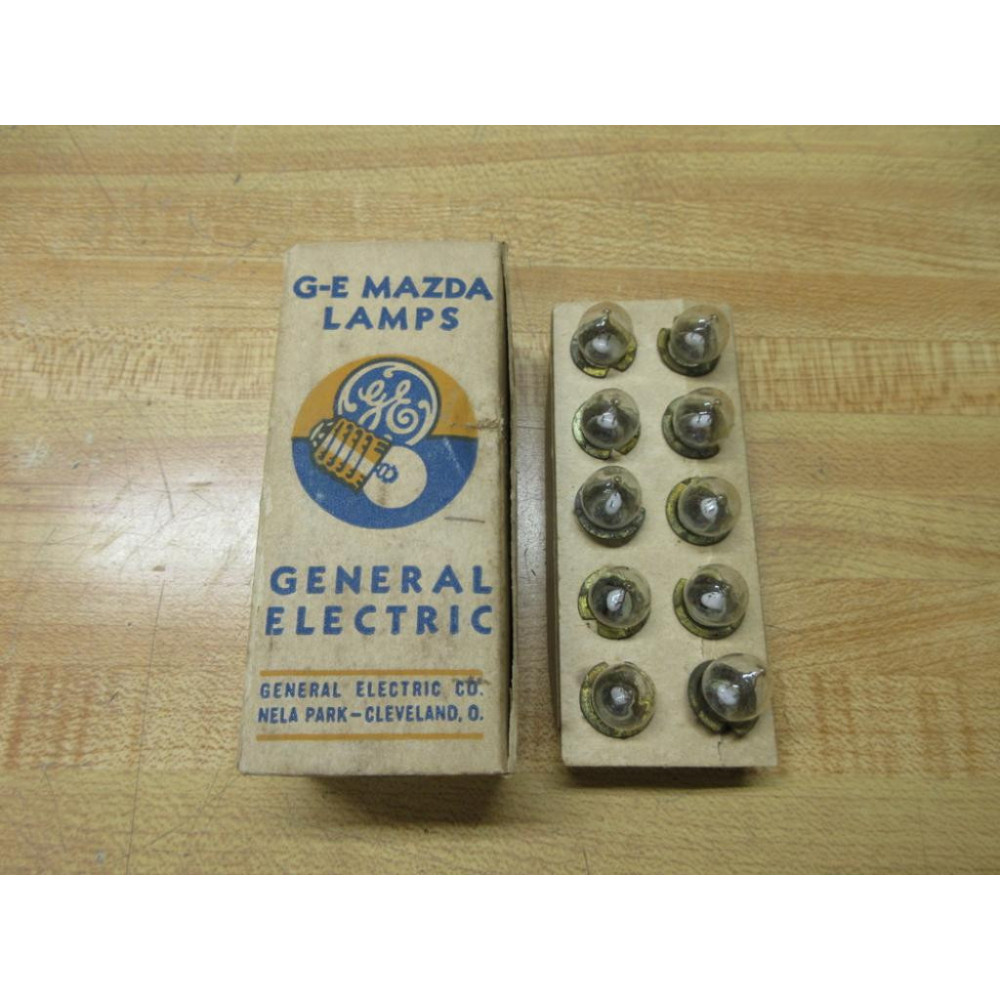 G-E MAZDA
LAMPS
GE
GENERAL
ELECTRIC
GENERAL ELECTRIC CO.
NELA PARK-CLEVELAND, O.